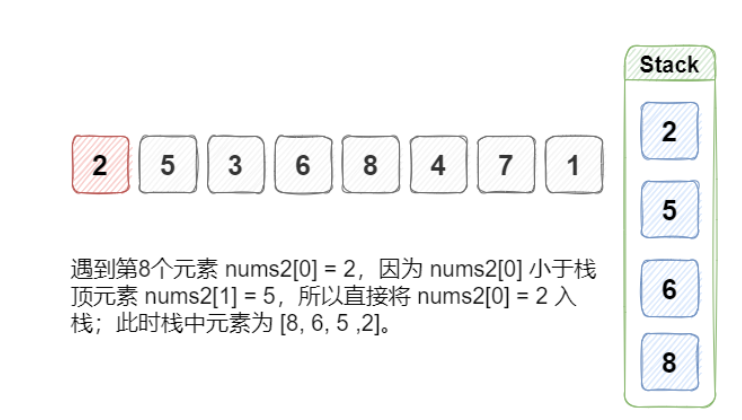 Stack
2
2 5 3 6 8 4 7 1
5
遇到第8个元素 nums2[0] = 2，因为 nums2[0] 小于栈
顶元素 nums2[1] = 5，所以直接将 nums2[0] = 2 入
栈；此时栈中元素为 [8, 6, 5 ,2]。
6
8